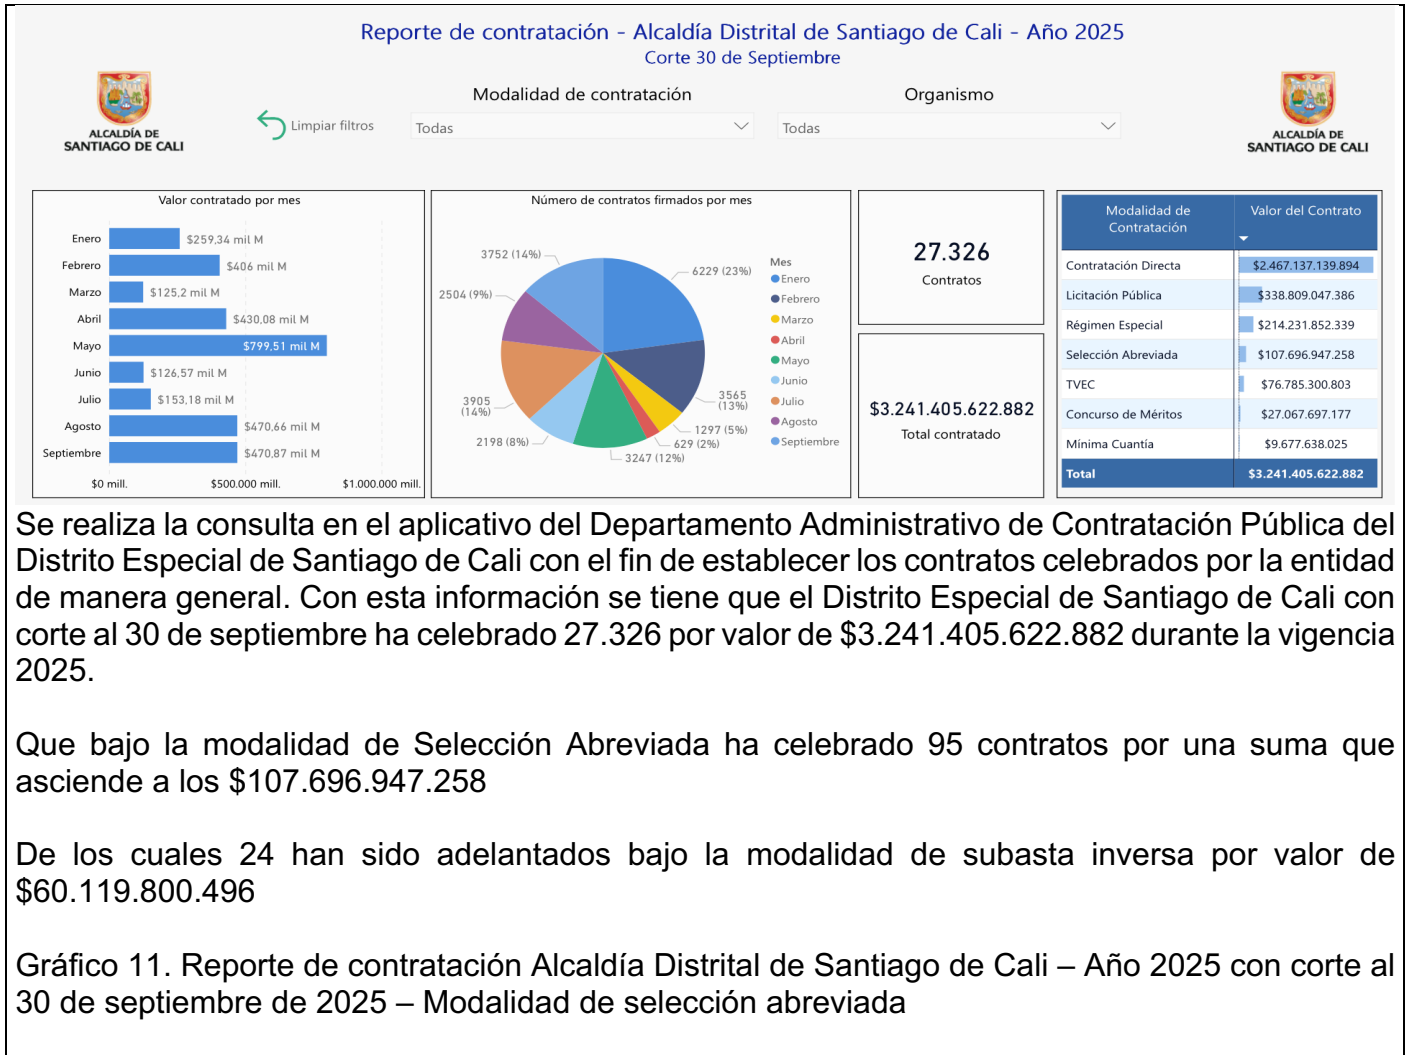 Reporte de contratación - Alcaldía Distrital de Santiago de Cali - Año 2025
Corte 30 de Septiembre
ALCALDÍA DE
SANTIAGO DE CALI
Limpiar filtros
Modalidad de contratación
Todas
Organismo
Todas
ALCALDÍA DE
SANTIAGO DE CALI
Valor contratado por mes
Enero $259,34 mil M
Febrero $406 mil M
Marzo $125,2 mil M
Abril $430,08 mil M
Mayo $799,51 mil M
Junio $126,57 mil M
Julio $153,18 mil M
Agosto $470,66 mil M
Septiembre $470,87 mil M
$0 mill. $500.000 mill. $1.000.000 mill.
Número de contratos firmados por mes
3752 (14%)
6229 (23%)
2504 (9%)
3905
(14%)
3565
(13%)
1297 (5%)
629 (2%)
2198 (8%)
3247 (12%)
Mes
Enero
Febrero
Marzo
Abril
Mayo
Junio
Julio
Agosto
Septiembre
27.326
Contratos
$3.241.405.622.882
Total contratado
Modalidad de
Contratación
Valor del Contrato
Contratación Directa $2.467.137.139.894
Licitación Pública $338.809.047.386
Régimen Especial $214.231.852.339
Selección Abreviada $107.696.947.258
TVEC $76.785.300.803
Concurso de Méritos $27.067.697.177
Mínima Cuantía $9.677.638.025
Total $3.241.405.622.882
Se realiza la consulta en el aplicativo del Departamento Administrativo de Contratación Pública del
Distrito Especial de Santiago de Cali con el fin de establecer los contratos celebrados por la entidad
de manera general. Con esta información se tiene que el Distrito Especial de Santiago de Cali con
corte al 30 de septiembre ha celebrado 27.326 por valor de $3.241.405.622.882 durante la vigencia
2025.
Que bajo la modalidad de Selección Abreviada ha celebrado 95 contratos por una suma que
asciende a los $107.696.947.258
De los cuales 24 han sido adelantados bajo la modalidad de subasta inversa por valor de
$60.119.800.496
Gráfico 11. Reporte de contratación Alcaldía Distrital de Santiago de Cali – Año 2025 con corte al
30 de septiembre de 2025 – Modalidad de selección abreviada